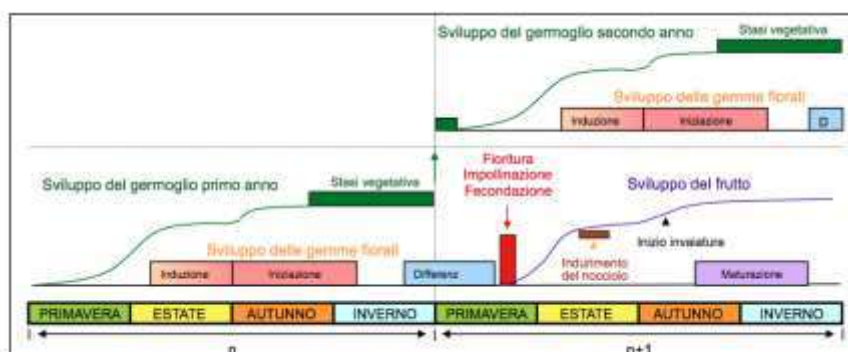 Sviluppo del germoglio secondo anno
Stasi vegetativa
Sviluppo delle gemme fiorali
Induzione
Iniziazione
D
Sviluppo del germoglio primo anno
Stasi vegetativa
Fioritura
Impollinazione
Fecondazione
Sviluppo del frutto
Sviluppo delle gemme fiorali
Inizio invaiatura
Indurimento
del nocciolo
Induzione
Iniziazione
Differenz
Maturazione
PRIMAVERA
ESTATE
AUTUNNO
INVERNO
PRIMAVERA
ESTATE
AUTUNNO
INVERNO
n
n+1